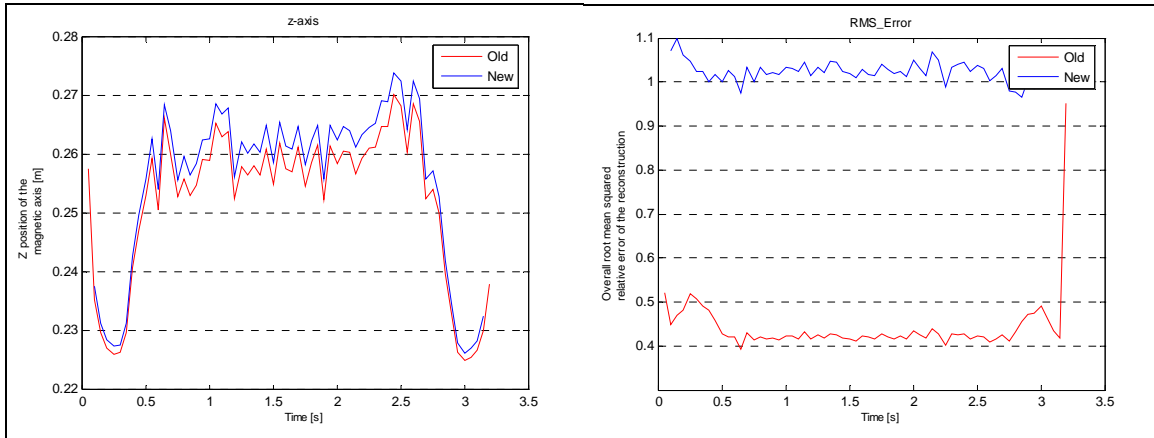 z-axis
0.28
0.27
0.26
0.25
0.24
0.23
0.22
0 0.5 1 1.5 2 2.5 3 3.5
Time [s]
Z position of the
magnetic axis [m]
Old
New
RMS_Error
1.1
1
0.9
0.8
0.7
0.6
0.5
0.4
0 0.5 1 1.5 2 2.5 3 3.5
Time [s]
Overall root mean squared
relative error of the reconstruction
Old
New